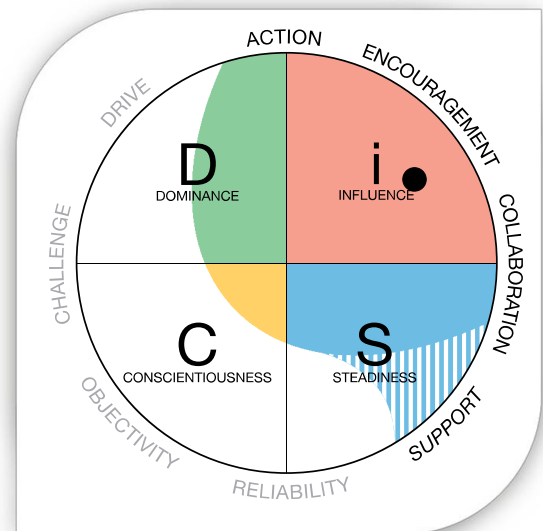 ACTION
ENCOURAGEMENT
DRIVE
D
DOMINANCE
i
INFLUENCE
COLLABORATION
CHALLENGE
C
CONSCIENTIOUSNESS
S
STEADINESS
SUPPORT
OBJECTIVITY
RELIABILITY